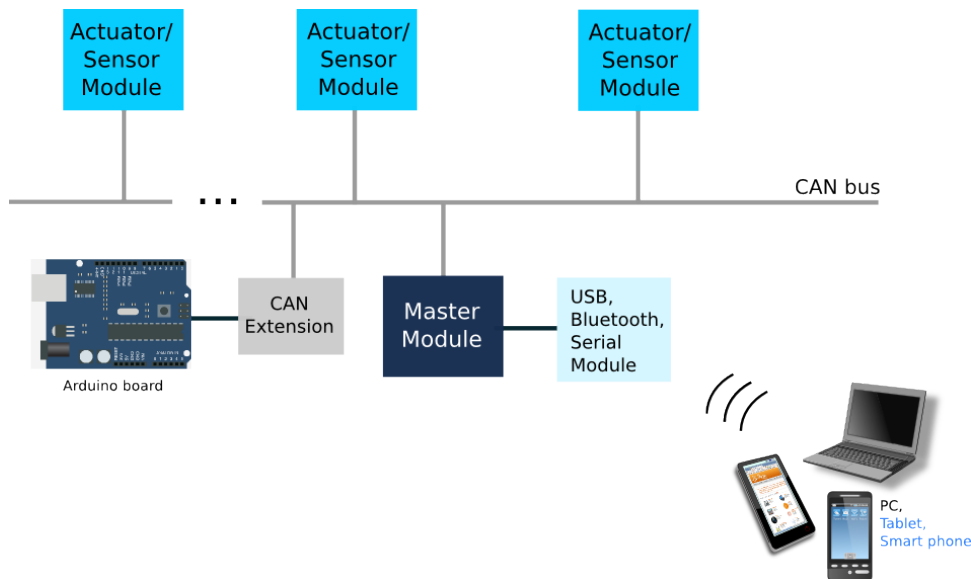 Actuator/
Sensor
Module
Actuator/
Sensor
Module
Actuator/
Sensor
Module
...
CAN bus
CAN
Extension
Master
Module
USB,
Bluetooth,
Serial
Module
Arduino board
PC,
Tablet,
Smart phone